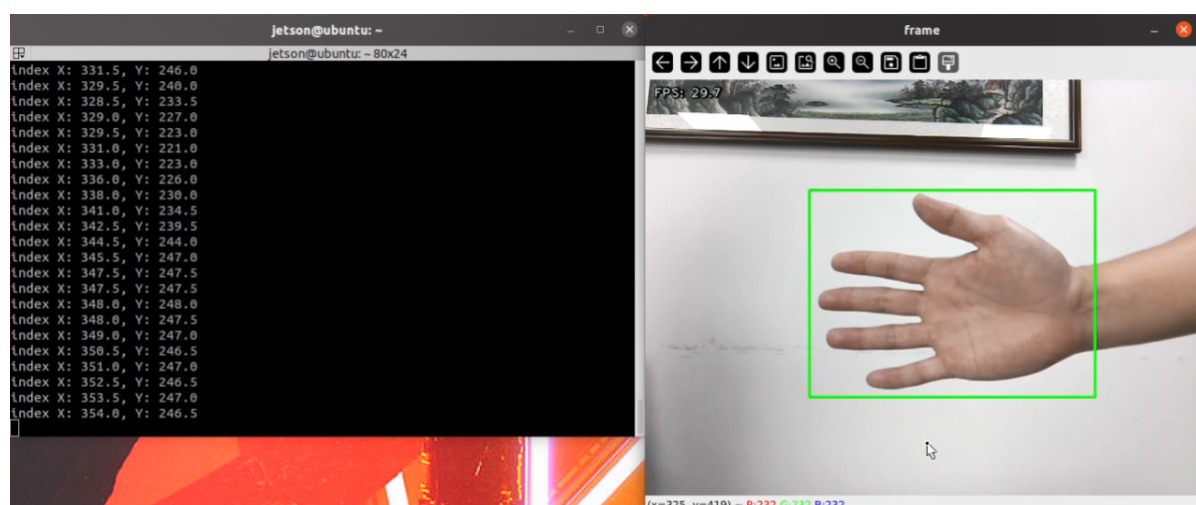 jetson@ubuntu: ~
jetson@ubuntu: ~ 80x24
index X: 331.5, Y: 246.0
index X: 329.5, Y: 240.0
index X: 328.5, Y: 233.5
index X: 329.0, Y: 227.0
index X: 329.5, Y: 223.0
index X: 331.0, Y: 221.0
index X: 333.0, Y: 223.0
index X: 336.0, Y: 226.0
index X: 338.0, Y: 230.0
index X: 341.0, Y: 234.5
index X: 342.5, Y: 239.5
index X: 344.5, Y: 244.0
index X: 345.5, Y: 247.0
index X: 347.5, Y: 247.5
index X: 347.5, Y: 247.5
index X: 348.0, Y: 248.0
index X: 348.0, Y: 247.5
index X: 349.0, Y: 247.0
index X: 350.5, Y: 246.5
index X: 351.0, Y: 247.0
index X: 352.5, Y: 246.5
index X: 353.5, Y: 247.0
index X: 354.0, Y: 246.5
frame
FPS: 29.7
(x=325, y=419) ~ R:232 G:232 B:232